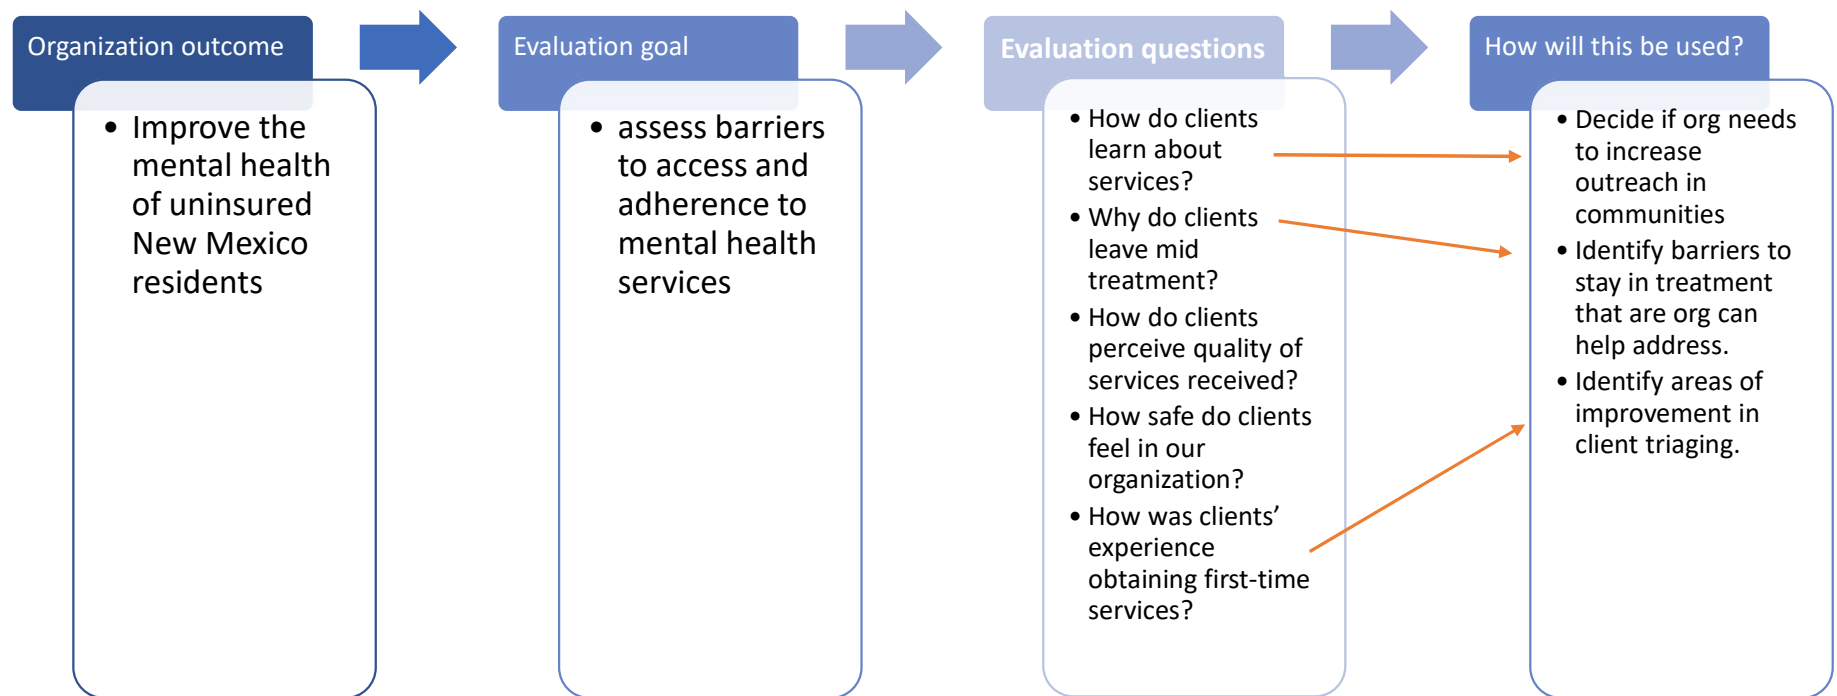 Organization outcome
• Improve the
mental health
of uninsured
New Mexico
residents
Evaluation goal
• assess barriers
to access and
adherence to
mental health
services
Evaluation questions
• How do clients
learn about
services?
• Why do clients
leave mid
treatment?
• How do clients
perceive quality of
services received?
• How safe do clients
feel in our
organization?
• How was clients’
experience
obtaining first-time
services?
How will this be used?
• Decide if org needs
to increase
outreach in
communities
• Identify barriers to
stay in treatment
that are org can
help address.
• Identify areas of
improvement in
client triaging.